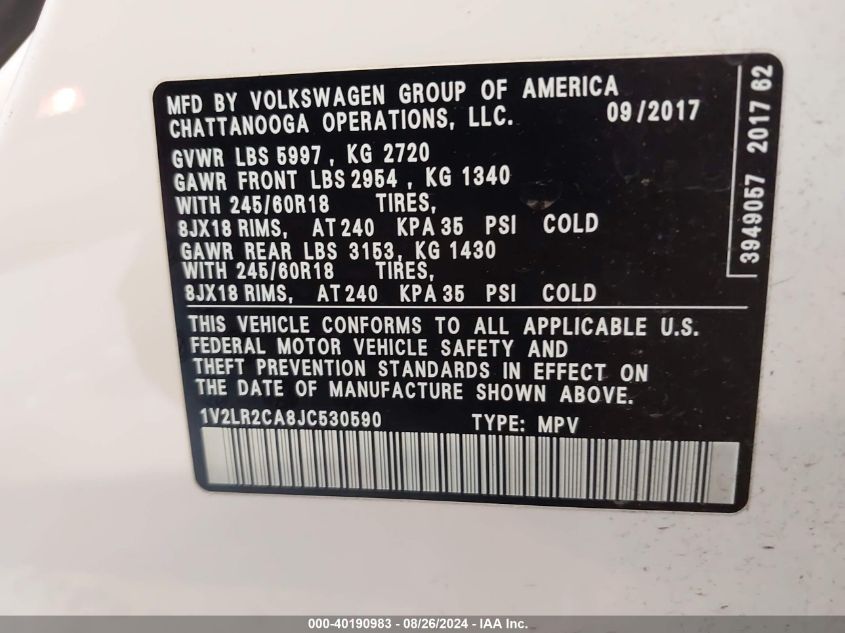 MFD BY VOLKSWAGEN GROUP OF AMERICA
CHATTANOOGA OPERATIONS, LLC. 09/2017
GVWR LBS 5997, KG 2720
GAWR FRONT LBS 2954, KG 1340
WITH 245/60R18 TIRES,
8JX18 RIMS, AT 240 KPA 35 PSI COLD
GAWR REAR LBS 3153, KG 1430
WITH 245/60R18 TIRES,
8JX18 RIMS, AT 240 KPA 35 PSI COLD
THIS VEHICLE CONFORMS TO ALL APPLICABLE U.S.
FEDERAL MOTOR VEHICLE SAFETY AND
THEFT PREVENTION STANDARDS IN EFFECT ON
THE DATE OF MANUFACTURE SHOWN ABOVE.
1V2LR2CA8JC530590 TYPE: MPV
3949057 2017 62
000-40190983 - 08/26/2024 - IAA Inc.